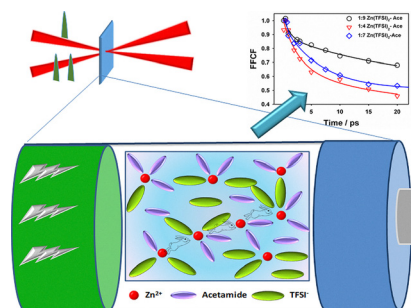 1:9 Zn(TFSI)₂-Ace
1:4 Zn(TFSI)₂-Ace
1:7 Zn(TFSI)₂-Ace
FFCF
1.0
0.9
0.8
0.7
0.6
0.5
0.4
0
5
10
15
20
Time / ps
Zn²⁺ Acetamide TFSI⁻